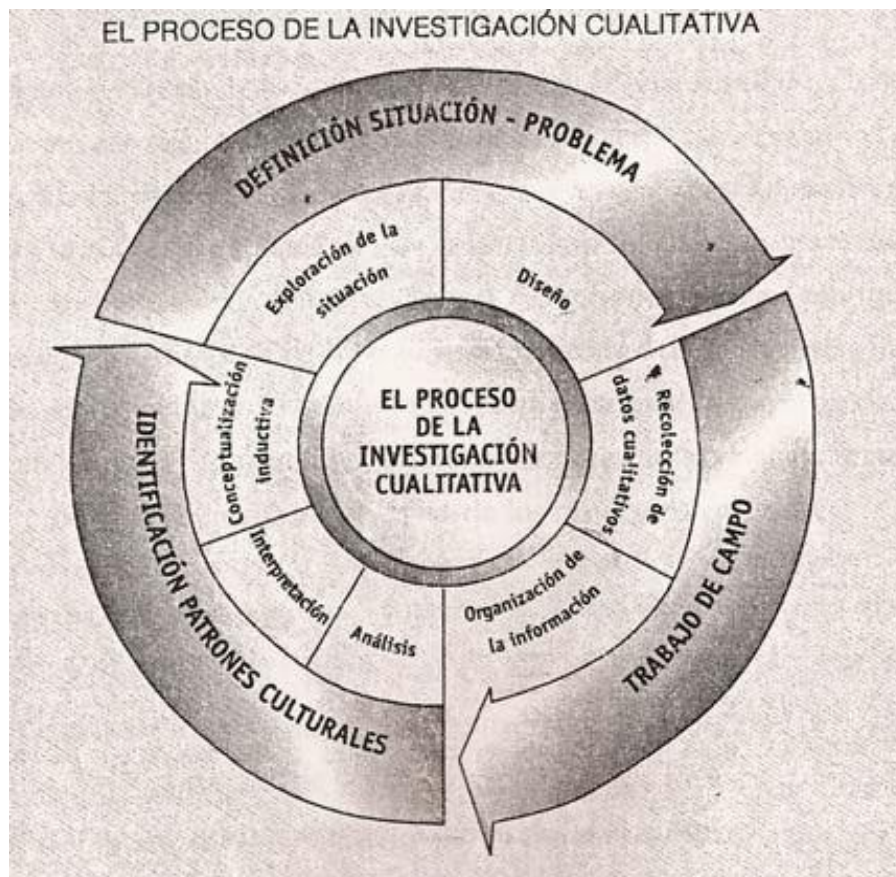 EL PROCESO DE LA INVESTIGACIÓN CUALITATIVA
DEFINICIÓN SITUACIÓN - PROBLEMA
Exploración de la
situación
Diseño
Recolección de
datos cualitativos
TRABAJO DE CAMPO
Organización de
la información
Análisis
Interpretación
Conceptualización
inductiva
IDENTIFICACIÓN PATRONES CULTURALES
EL PROCESO
DE LA
INVESTIGACIÓN
CUALITATIVA